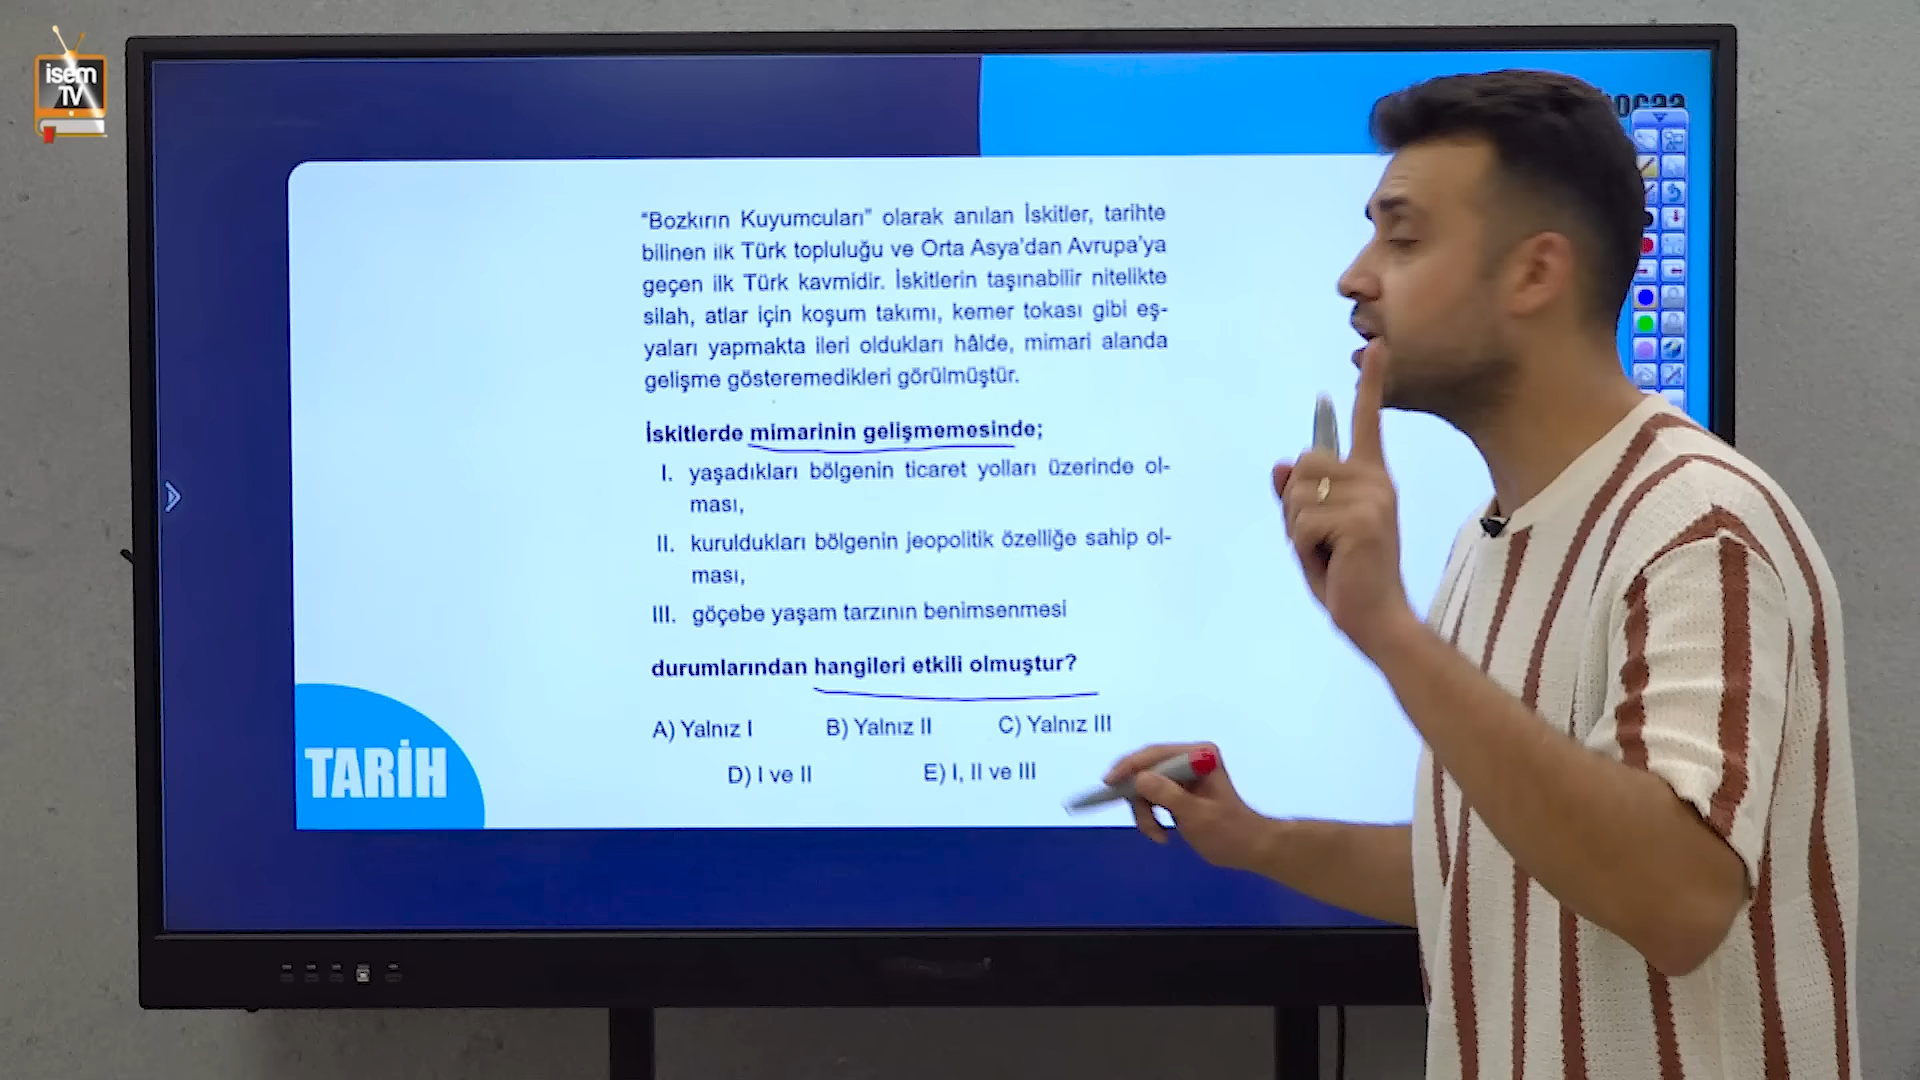 isem
TV
"Bozkırın Kuyumcuları" olarak anılan İskitler, tarihte
bilinen ilk Türk topluluğu ve Orta Asya'dan Avrupa'ya
geçen ilk Türk kavmidir. İskitlerin taşınabilir nitelikte
silah, atlar için koşum takımı, kemer tokası gibi eş-
yaları yapmakta ileri oldukları hâlde, mimari alanda
gelişme gösteremedikleri görülmüştür.
İskitlerde mimarinin gelişmemesinde;
I. yaşadıkları bölgenin ticaret yolları üzerinde ol-
ması,
II. kuruldukları bölgenin jeopolitik özelliğe sahip ol-
ması,
III. göçebe yaşam tarzının benimsenmesi
durumlarından hangileri etkili olmuştur?
A) Yalnız I B) Yalnız II C) Yalnız III
D) I ve II E) I, II ve III
TARİH